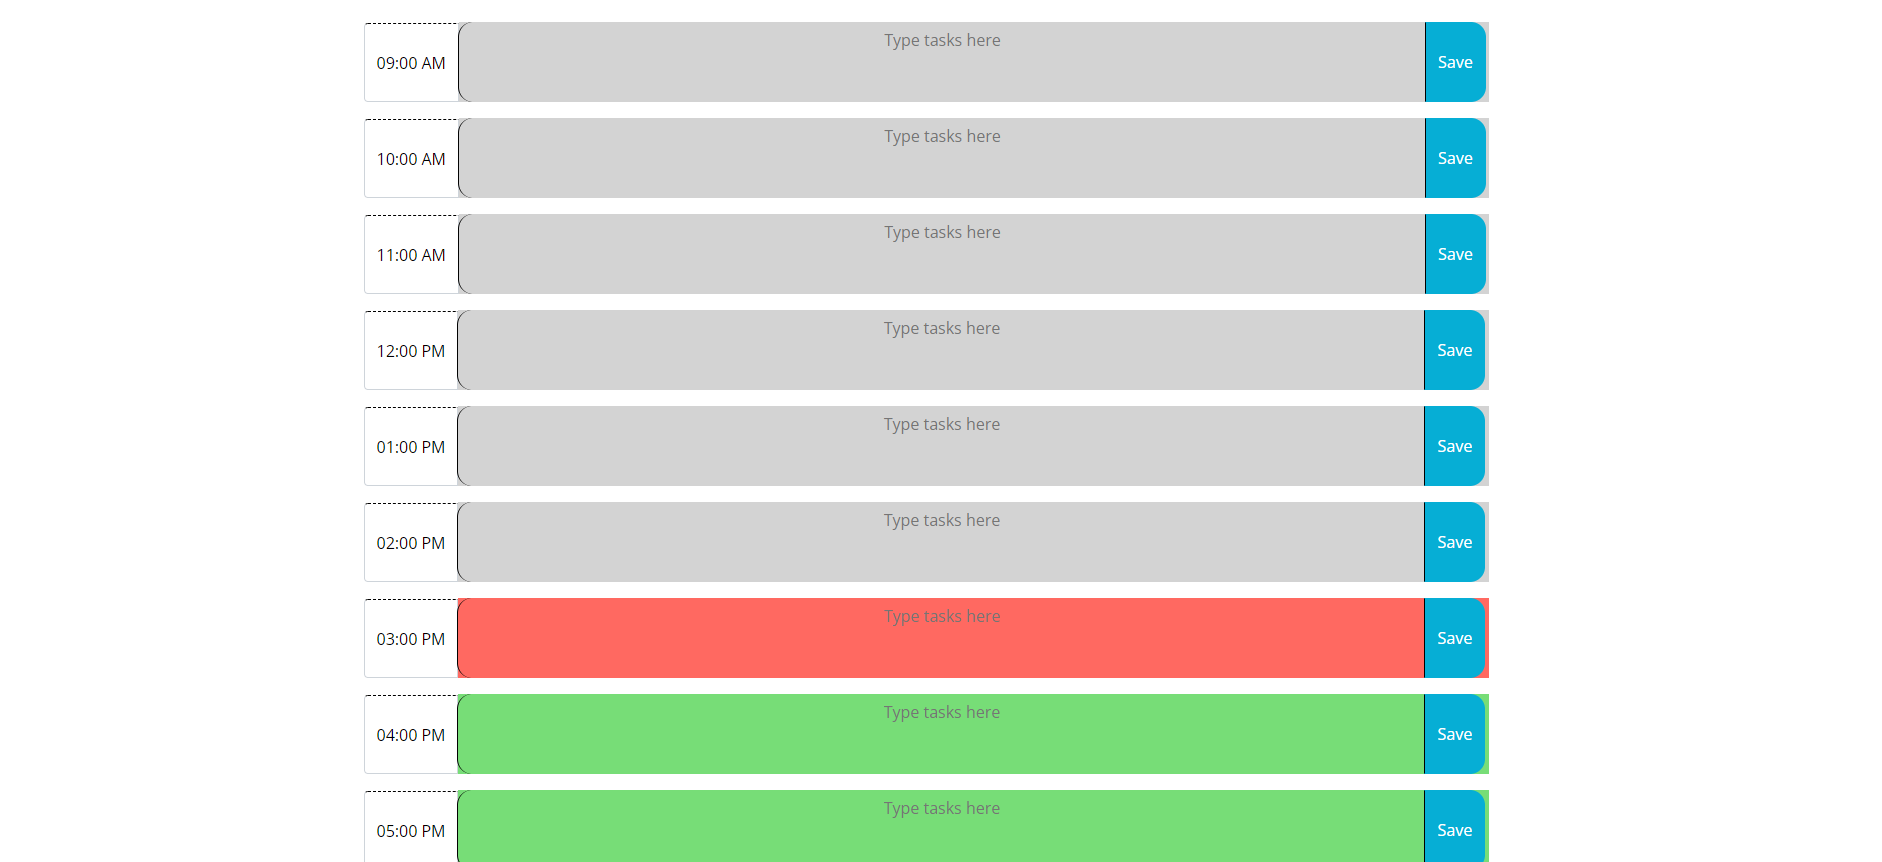 09:00 AM Type tasks here Save
10:00 AM Type tasks here Save
11:00 AM Type tasks here Save
12:00 PM Type tasks here Save
01:00 PM Type tasks here Save
02:00 PM Type tasks here Save
03:00 PM Type tasks here Save
04:00 PM Type tasks here Save
05:00 PM Type tasks here Save